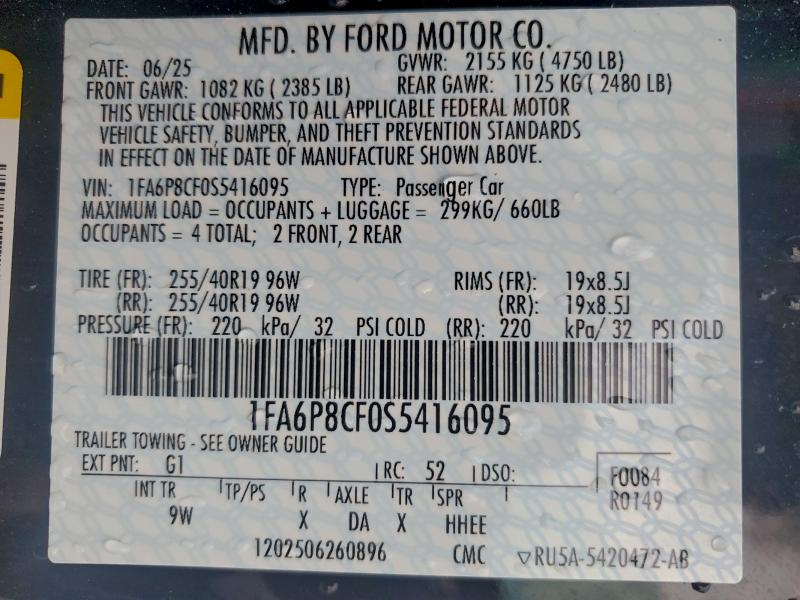 MFD. BY FORD MOTOR CO.
DATE: 06/25 GVWR: 2155 KG ( 4750 LB)
FRONT GAWR: 1082 KG ( 2385 LB) REAR GAWR: 1125 KG ( 2480 LB)
THIS VEHICLE CONFORMS TO ALL APPLICABLE FEDERAL MOTOR
VEHICLE SAFETY, BUMPER, AND THEFT PREVENTION STANDARDS
IN EFFECT ON THE DATE OF MANUFACTURE SHOWN ABOVE.
VIN: 1FA6P8CF0S5416095 TYPE: Passenger Car
MAXIMUM LOAD = OCCUPANTS + LUGGAGE = 299KG/ 660LB
OCCUPANTS = 4 TOTAL; 2 FRONT, 2 REAR
TIRE (FR): 255/40R19 96W RIMS (FR): 19x8.5J
(RR): 255/40R19 96W (RR): 19x8.5J
PRESSURE (FR): 220 kPa/ 32 PSI COLD (RR): 220 kPa/ 32 PSI COLD
1FA6P8CF0S5416095
TRAILER TOWING - SEE OWNER GUIDE
EXT PNT: G1 RC: 52 DSO: F0084
R0149
INT TR TP/PS R AXLE TR SPR
9W X DA X HHEE
1202506260896 CMC ▽RU5A-5420472-AB